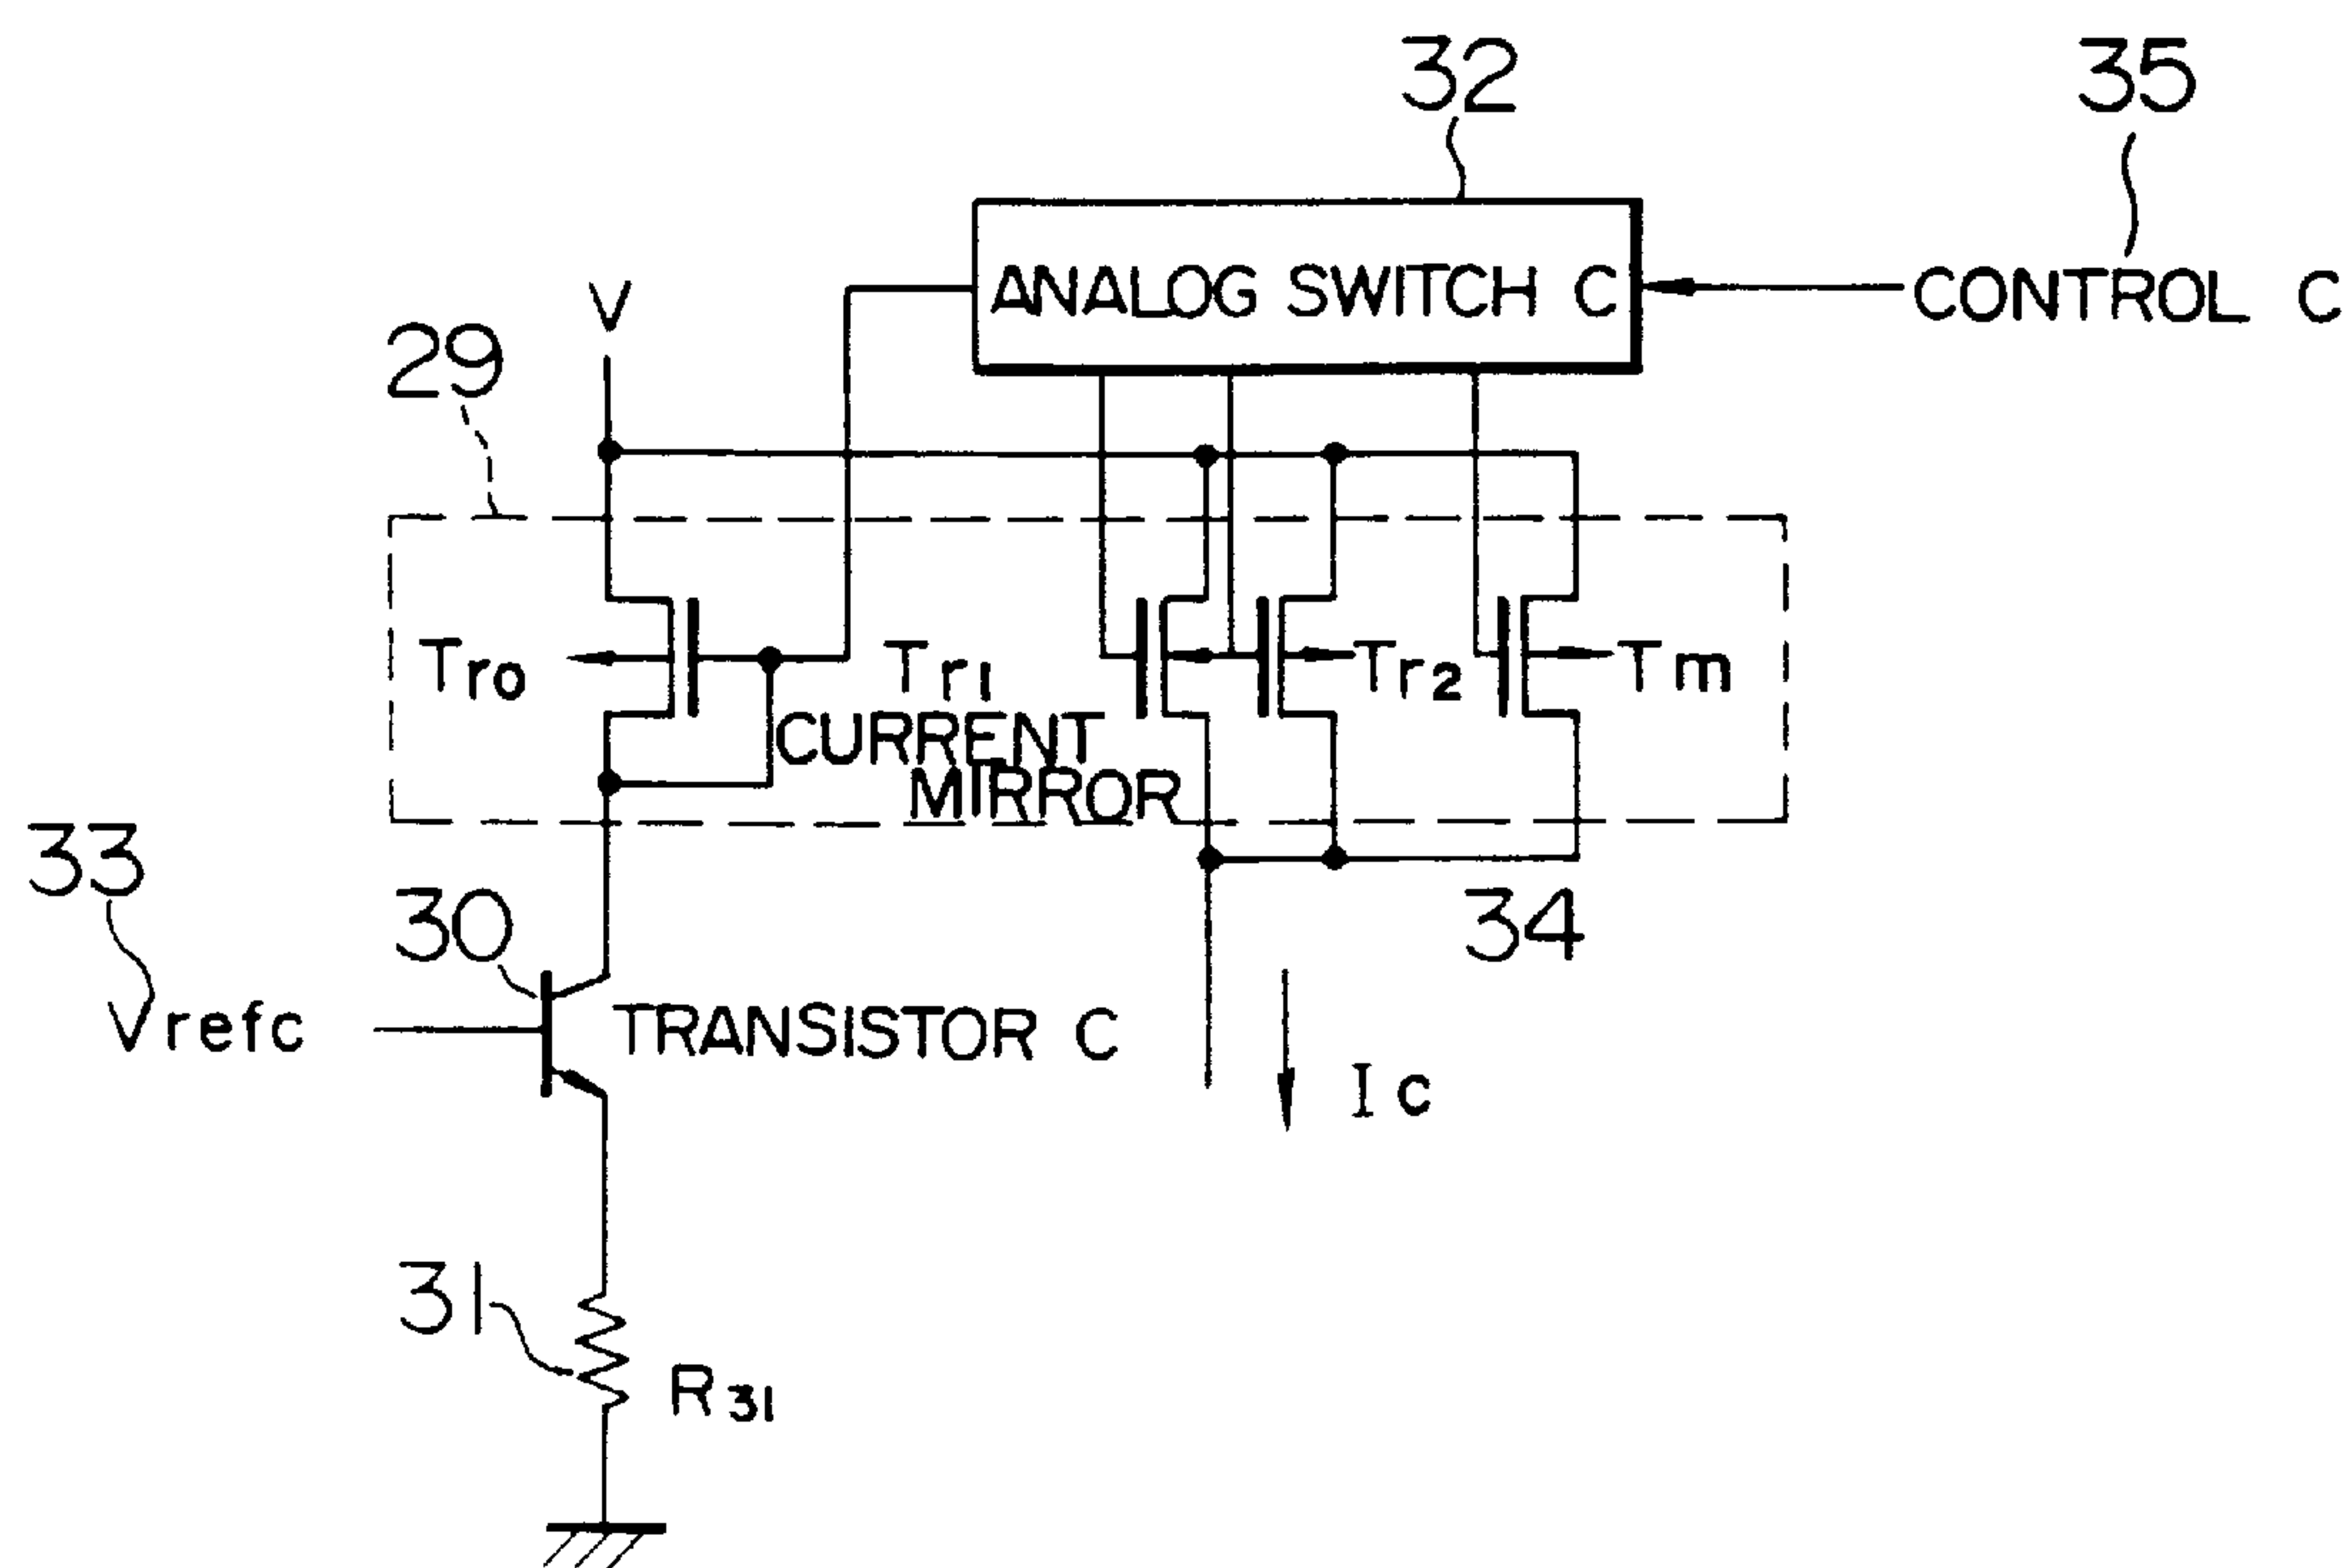 32
35
ANALOG SWITCH C
CONTROL C
V
29
Tr0
Tr1
Tr2
Tm
CURRENT
MIRROR
33
30
34
Vrefc
TRANSISTOR C
Ic
31
R31